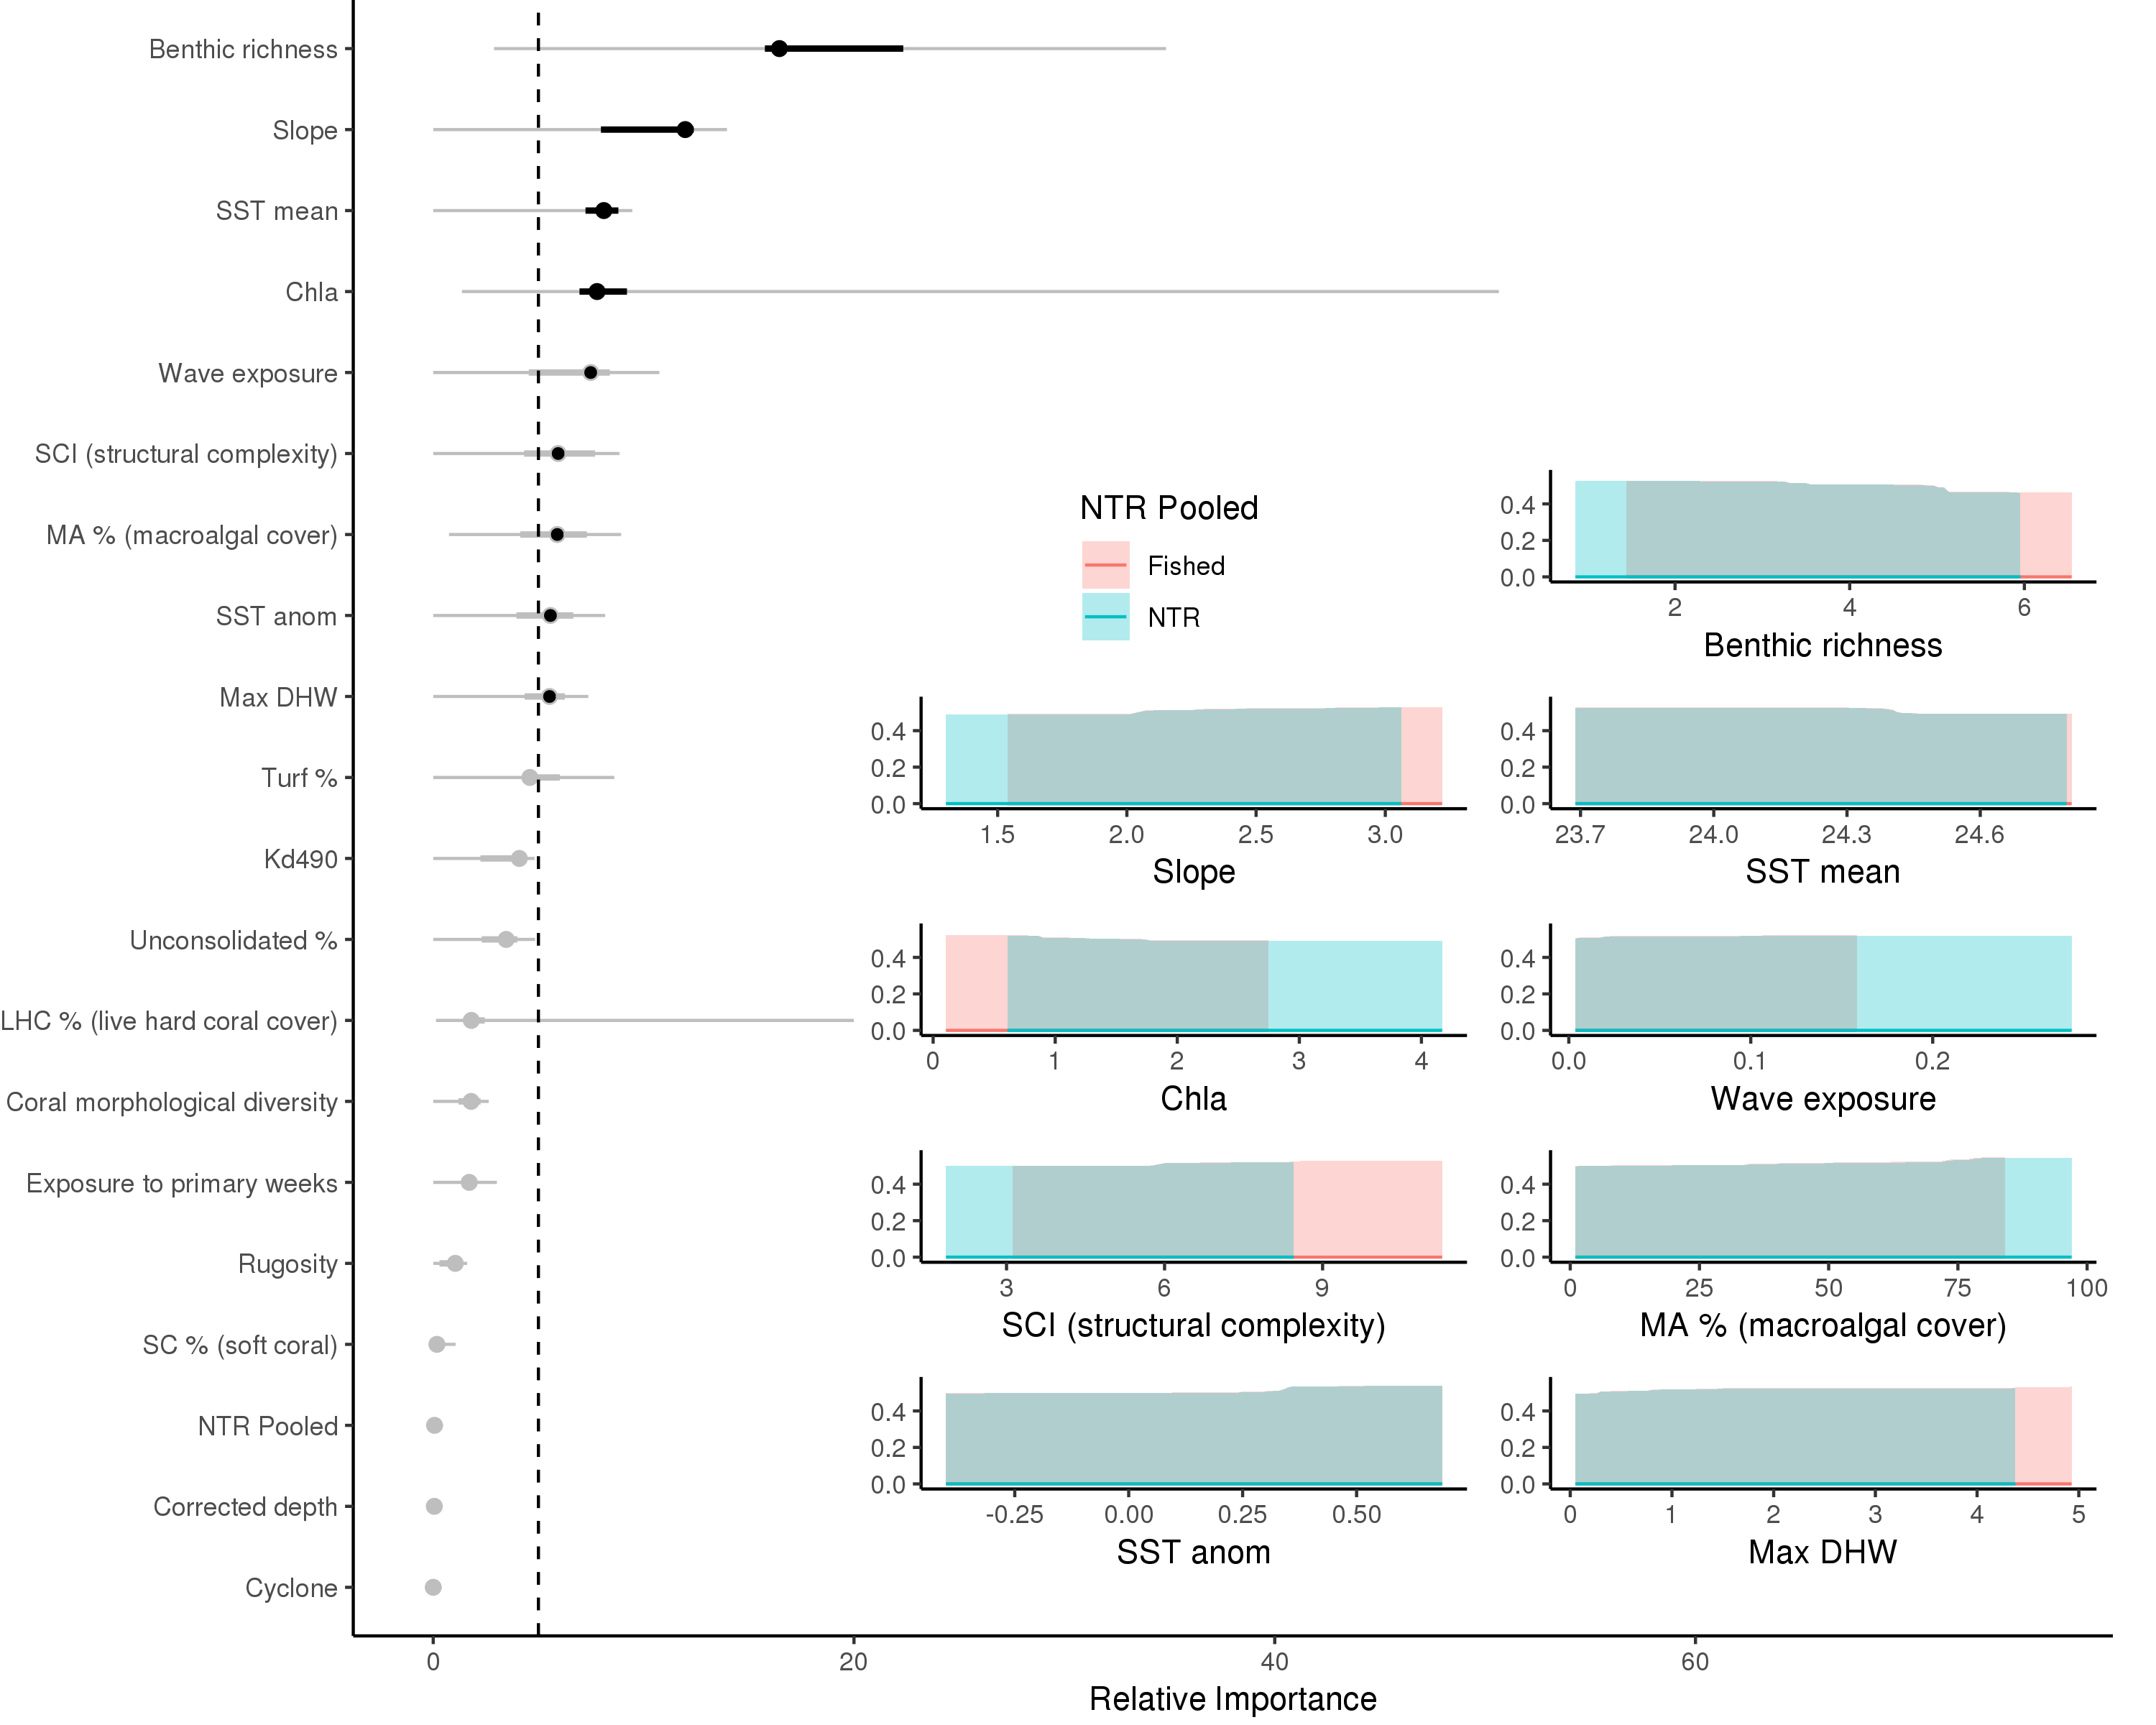 Benthic richness
Slope
SST mean
Chla
Wave exposure
SCI (structural complexity)
MA % (macroalgal cover)
SST anom
Max DHW
Turf %
Kd490
Unconsolidated %
LHC % (live hard coral cover)
Coral morphological diversity
Exposure to primary weeks
Rugosity
SC % (soft coral)
NTR Pooled
Corrected depth
Cyclone
0 20 40 60
Relative Importance
NTR Pooled
Fished
NTR
0.4
0.2
0.0
2 4 6
Benthic richness
0.4
0.2
0.0
1.5 2.0 2.5 3.0
Slope
0.4
0.2
0.0
23.7 24.0 24.3 24.6
SST mean
0.4
0.2
0.0
0 1 2 3 4
Chla
0.4
0.2
0.0
0.0 0.1 0.2
Wave exposure
0.4
0.2
0.0
3 6 9
SCI (structural complexity)
0.4
0.2
0.0
0 25 50 75 100
MA % (macroalgal cover)
0.4
0.2
0.0
-0.25 0.00 0.25 0.50
SST anom
0.4
0.2
0.0
0 1 2 3 4 5
Max DHW